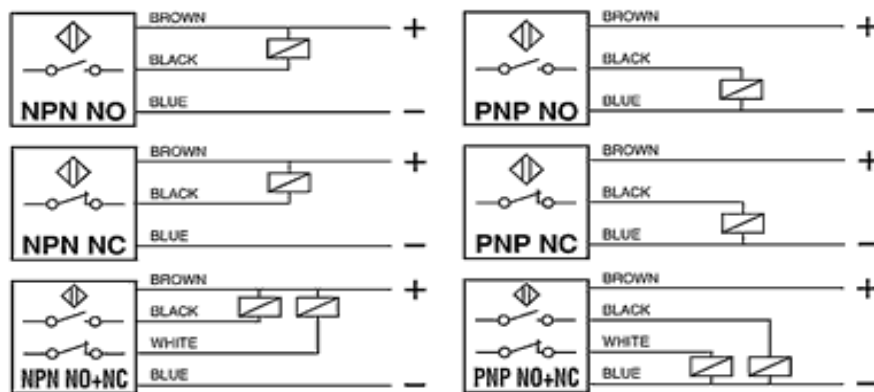 BROWN
+
BLACK
BLUE
−
NPN NO
BROWN
+
BLACK
BLUE
−
PNP NO
BROWN
+
BLACK
BLUE
−
NPN NC
BROWN
+
BLACK
BLUE
−
PNP NC
BROWN
+
BLACK
WHITE
BLUE
−
NPN NO+NC
BROWN
+
BLACK
WHITE
BLUE
−
PNP NO+NC